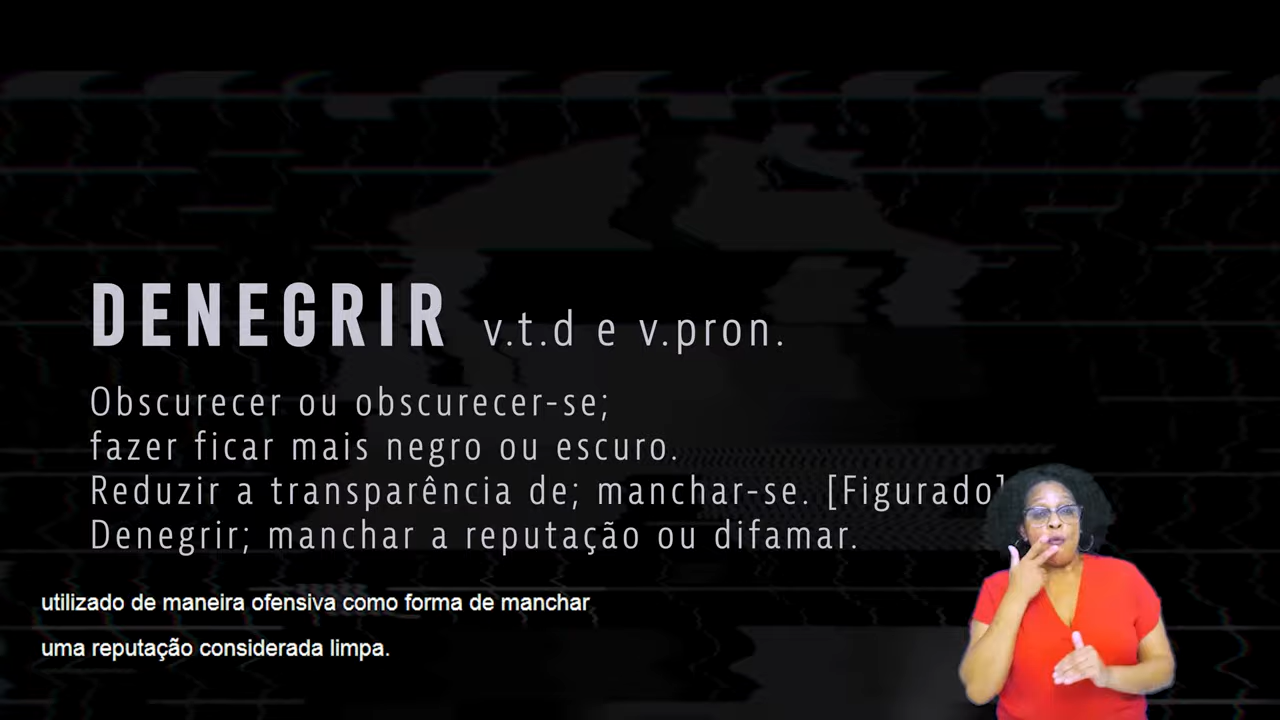 DENEGRIR v.t.d e v.pron.
Obscurecer ou obscurecer-se;
fazer ficar mais negro ou escuro.
Reduzir a transparência de; manchar-se. [Figurado]
Denegrir; manchar a reputação ou difamar.
utilizado de maneira ofensiva como forma de manchar
uma reputação considerada limpa.